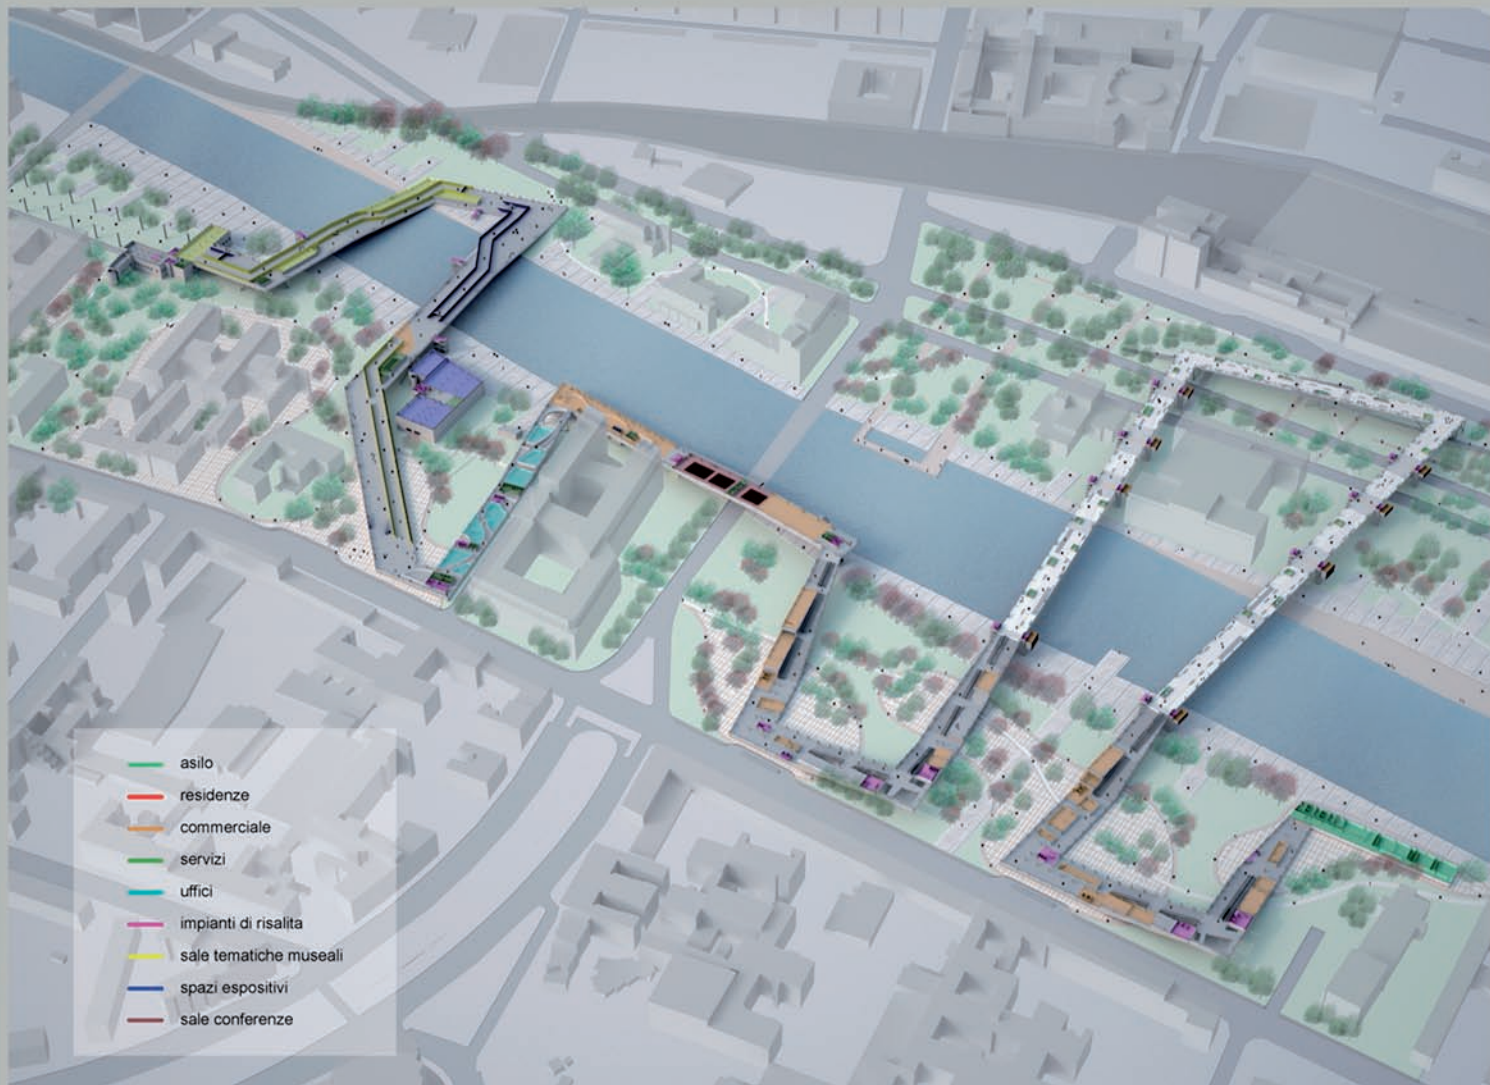 asilo
residenze
commerciale
servizi
uffici
impianti di risalita
sale tematiche museali
spazi espositivi
sale conferenze